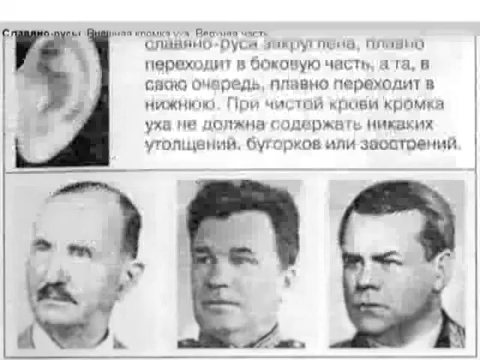 Славяно-русы. Внешняя кромка уха. Верхняя часть
славяно-руса закруглена, плавно
переходит в боковую часть, а та, в
свою очередь, плавно переходит в
нижнюю. При чистой крови кромка
уха не должна содержать никаких
утолщений, бугорков или заострений.